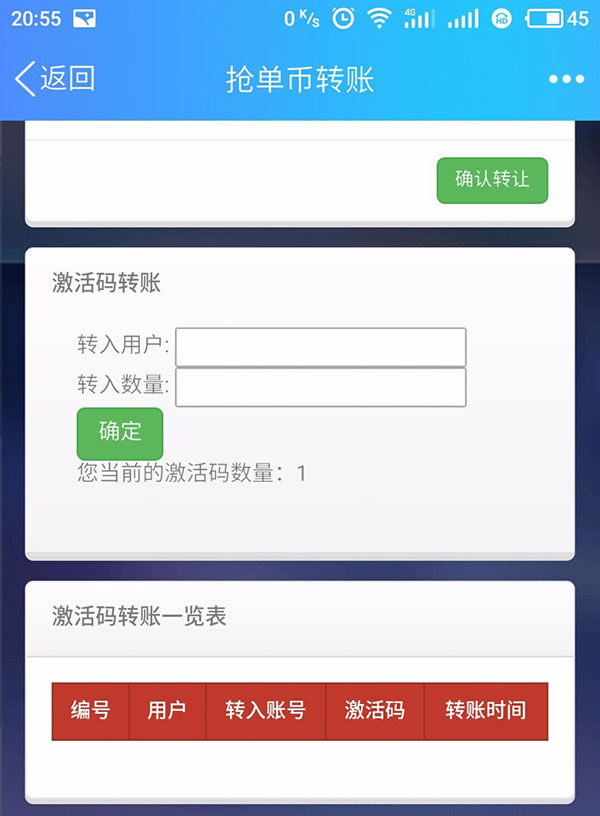 20:55 0 K/s 4G HD 45
返回 抢单币转账
确认转让
激活码转账
转入用户:
转入数量:
确定
您当前的激活码数量：1
激活码转账一览表
编号 用户 转入账号 激活码 转账时间